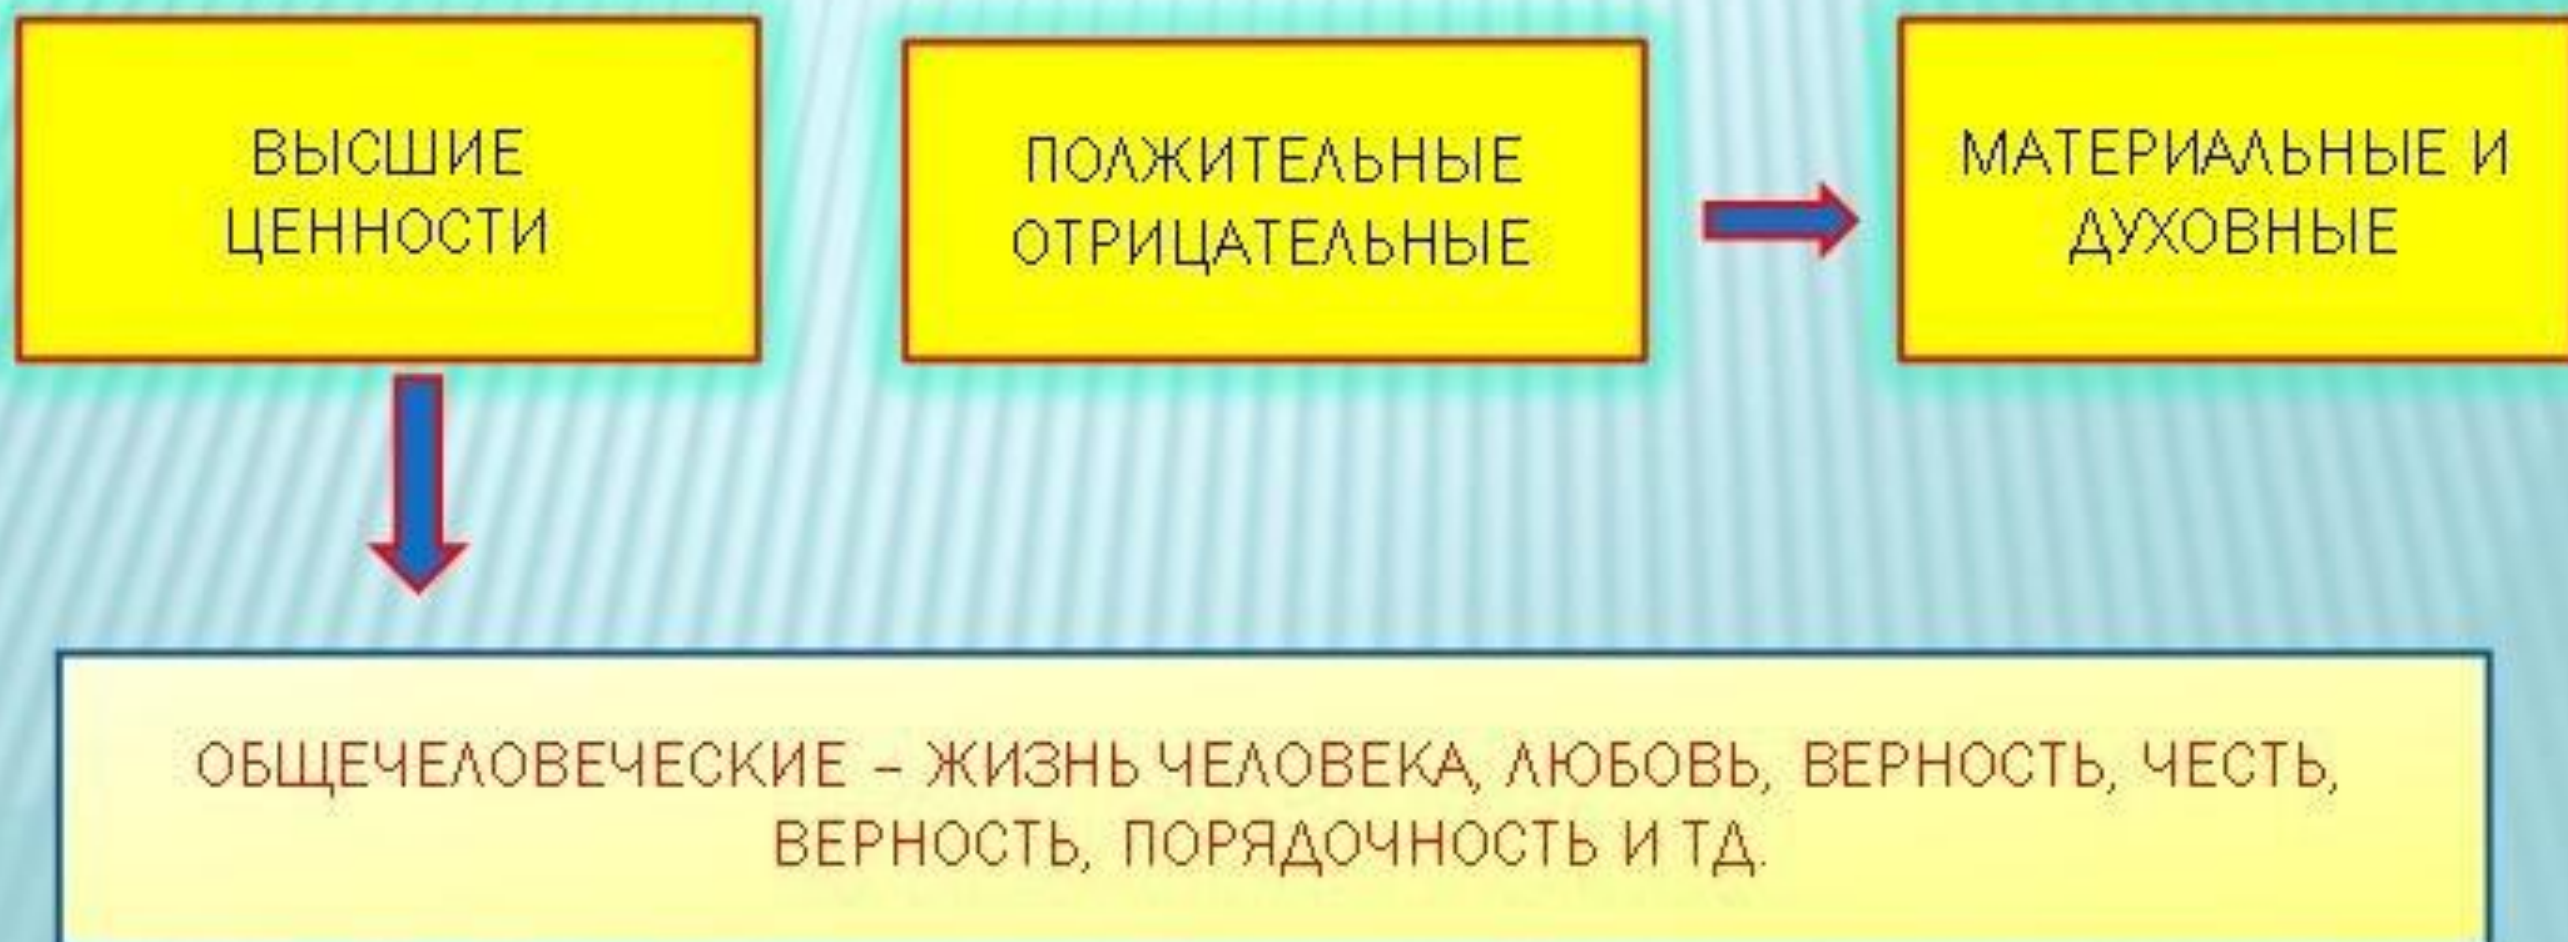 ВЫСШИЕ
ЦЕННОСТИ
ПОЛЖИТЕЛЬНЫЕ
ОТРИЦАТЕЛЬНЫЕ
МАТЕРИАЛЬНЫЕ И
ДУХОВНЫЕ
ОБЩЕЧЕЛОВЕЧЕСКИЕ – ЖИЗНЬ ЧЕЛОВЕКА, ЛЮБОВЬ, ВЕРНОСТЬ, ЧЕСТЬ,
ВЕРНОСТЬ, ПОРЯДОЧНОСТЬ И ТД.